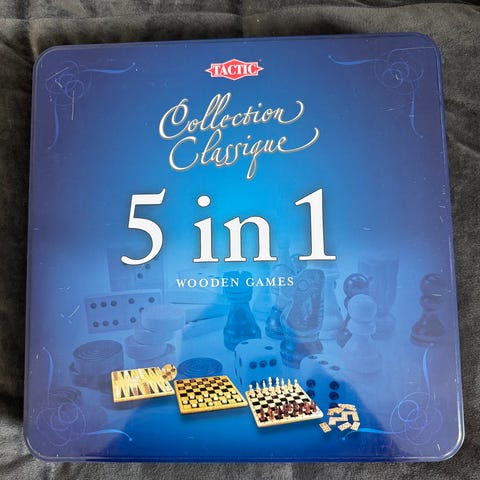 TACTIC
Collection
Classique
5 in 1
WOODEN GAMES